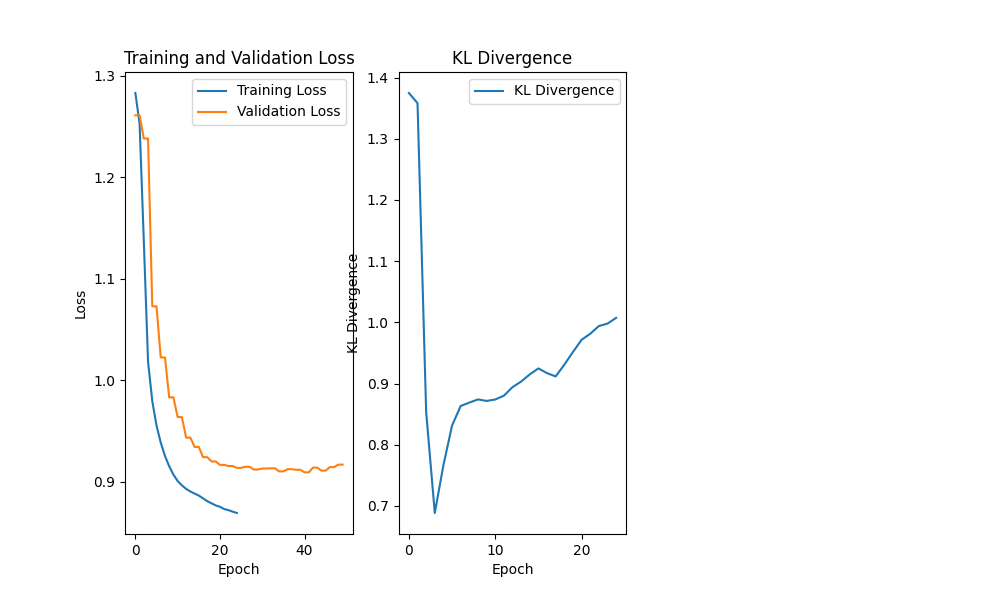 Training and Validation Loss
Training Loss
Validation Loss
1.3
1.2
1.1
1.0
0.9
Loss
0
20
40
Epoch
KL Divergence
KL Divergence
1.4
1.3
1.2
1.1
1.0
0.9
0.8
0.7
KL Divergence
0
10
20
Epoch